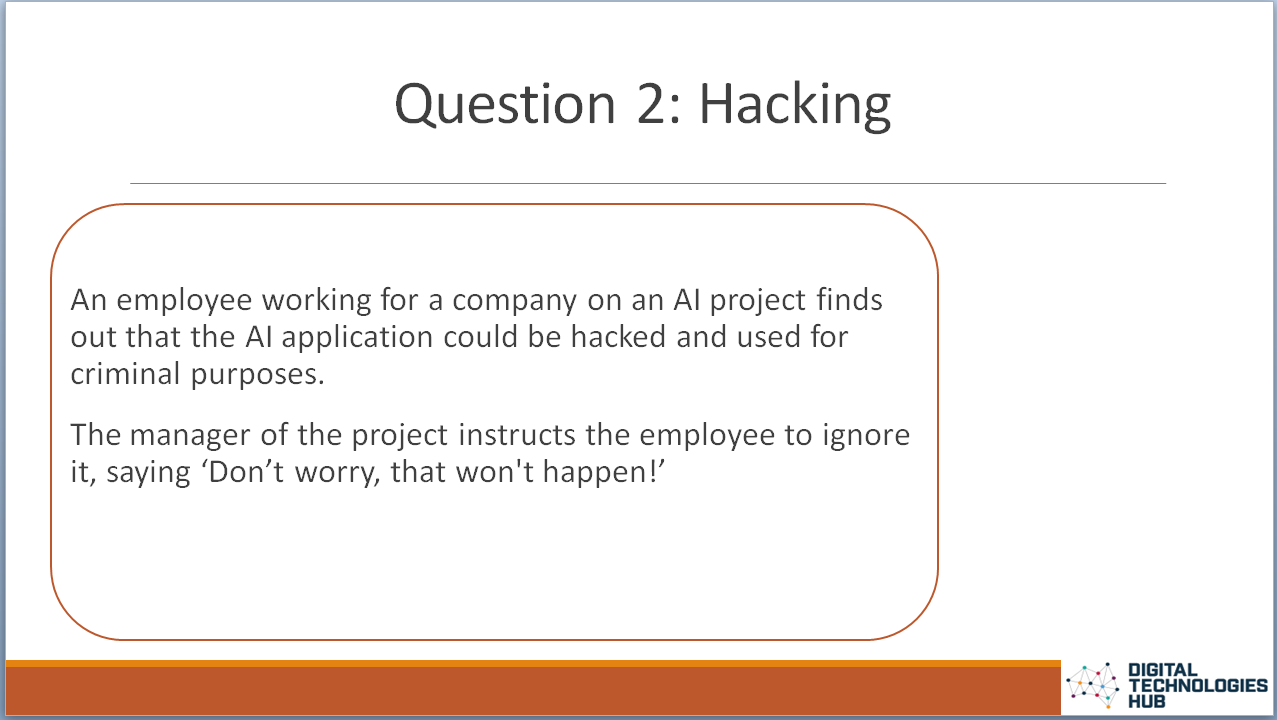 Question 2: Hacking
An employee working for a company on an AI project finds
out that the AI application could be hacked and used for
criminal purposes.
The manager of the project instructs the employee to ignore
it, saying ‘Don’t worry, that won't happen!’
DIGITAL
TECHNOLOGIES
HUB